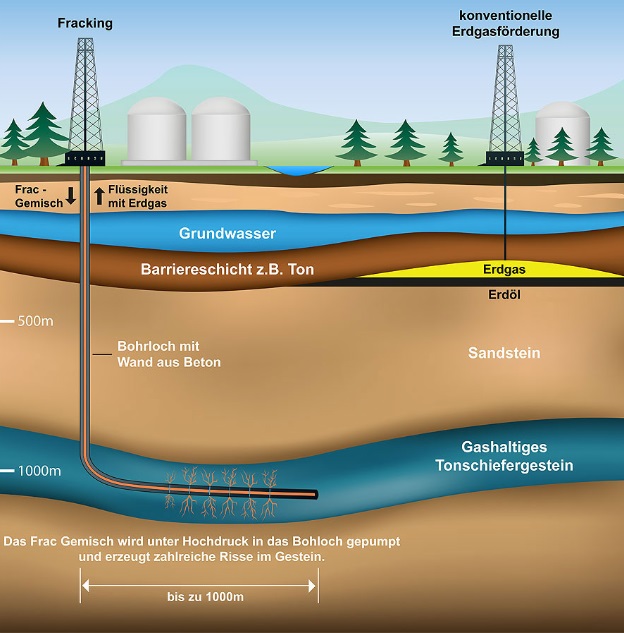 Fracking
konventionelle
Erdgasförderung
Frac -
Gemisch
Flüssigkeit
mit Erdgas
Grundwasser
Barriereschicht z.B. Ton
Erdgas
Erdöl
500m
Bohrloch mit
Wand aus Beton
Sandstein
Gashaltiges
Tonschiefergestein
1000m
Das Frac Gemisch wird unter Hochdruck in das Bohloch gepumpt
und erzeugt zahlreiche Risse im Gestein.
bis zu 1000m